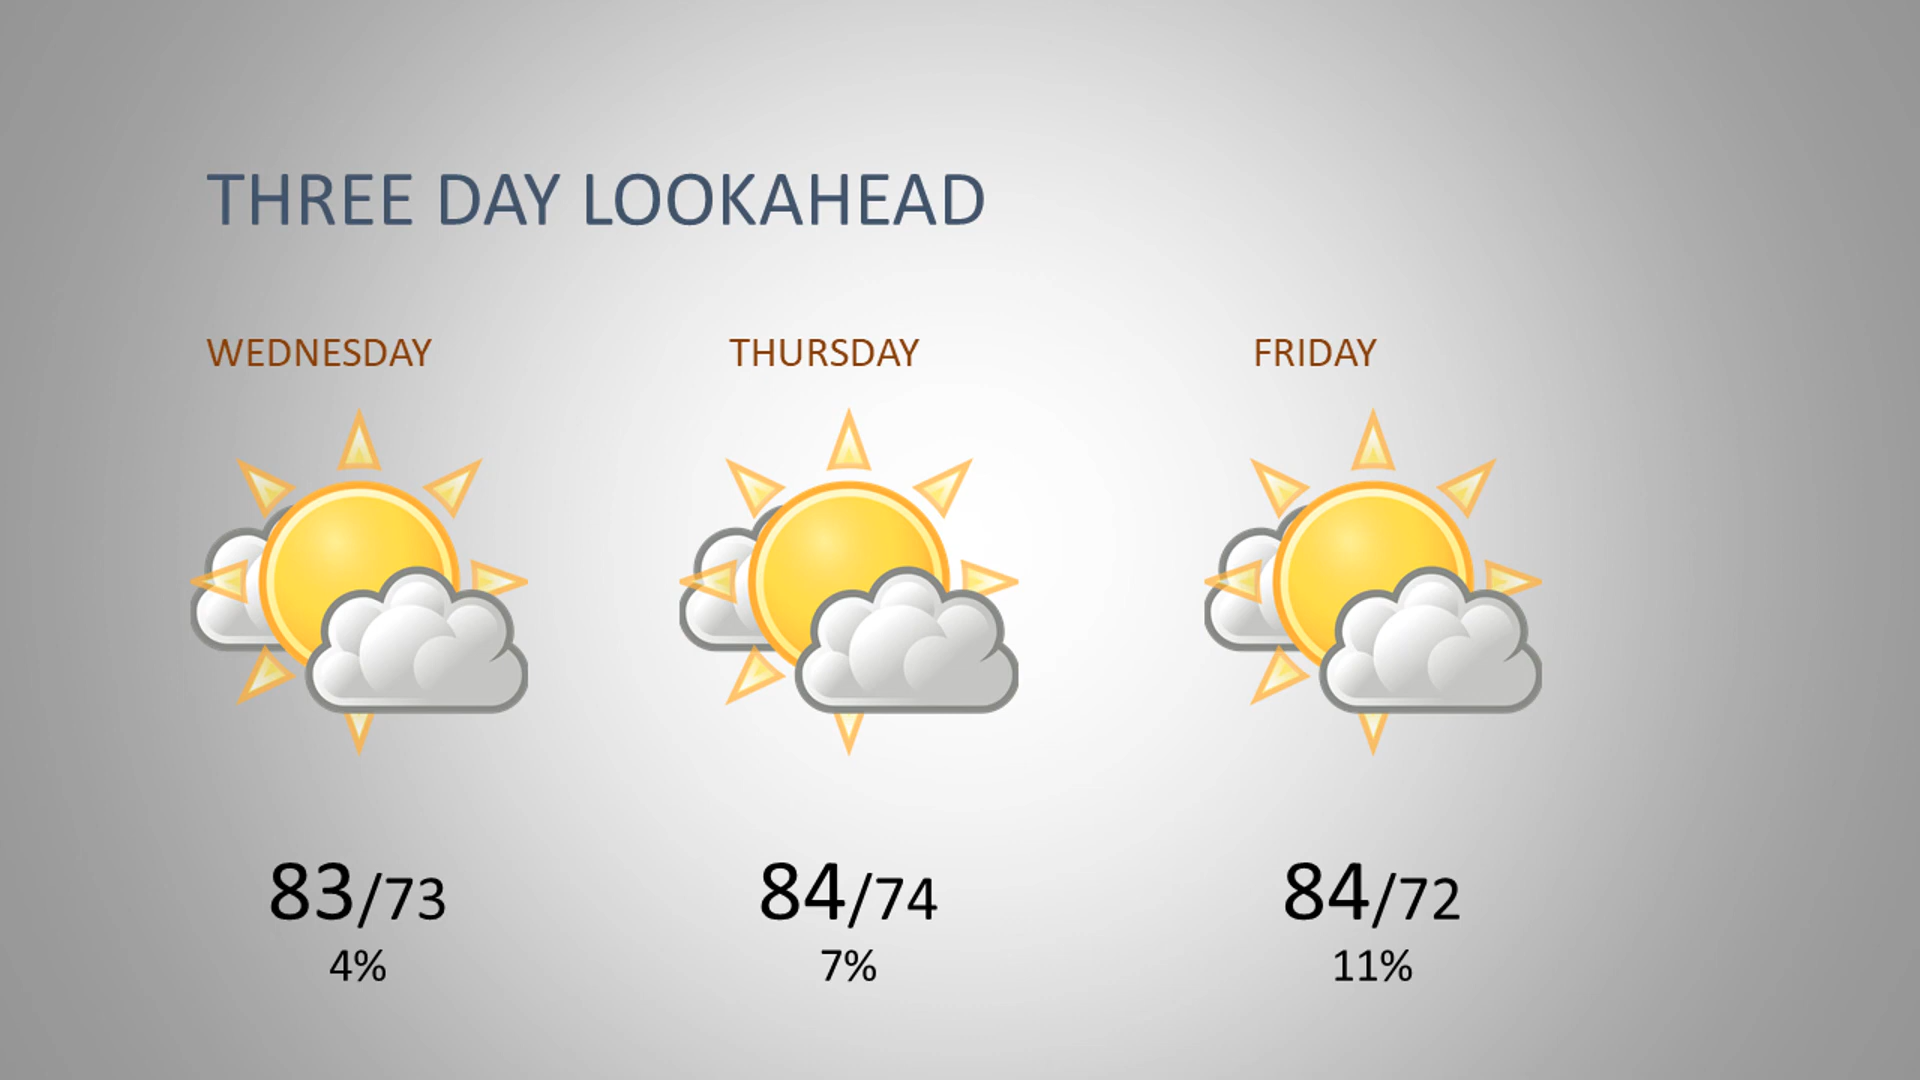 THREE DAY LOOKAHEAD
WEDNESDAY
THURSDAY
FRIDAY
83/73
84/74
84/72
4%
7%
11%